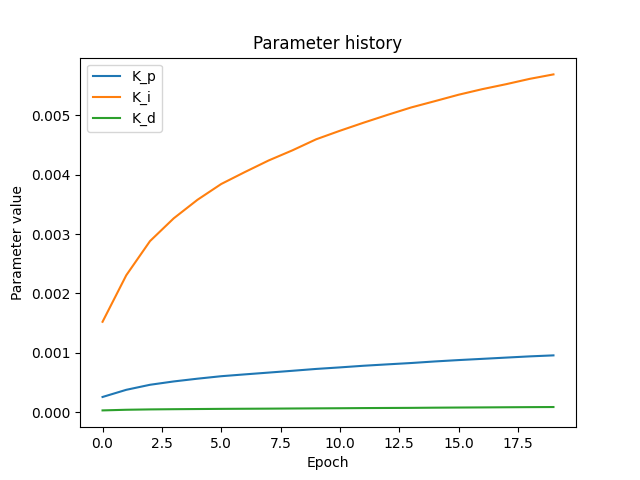 Parameter history
K_p
K_i
K_d
Parameter value
0.005
0.004
0.003
0.002
0.001
0.000
0.0 2.5 5.0 7.5 10.0 12.5 15.0 17.5
Epoch